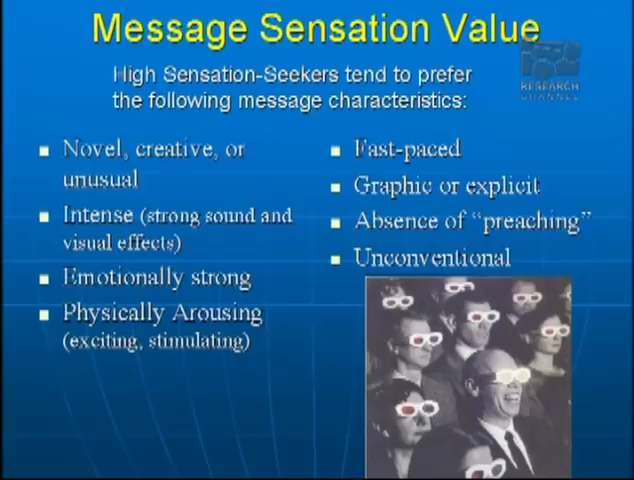 Message Sensation Value
RESEARCH
CHANNEL
High Sensation-Seekers tend to prefer
the following message characteristics:
Novel, creative, or
unusual
Intense (strong sound and
visual effects)
Emotionally strong
Physically Arousing
(exciting, stimulating)
Fast-paced
Graphic or explicit
Absence of “preaching”
Unconventional